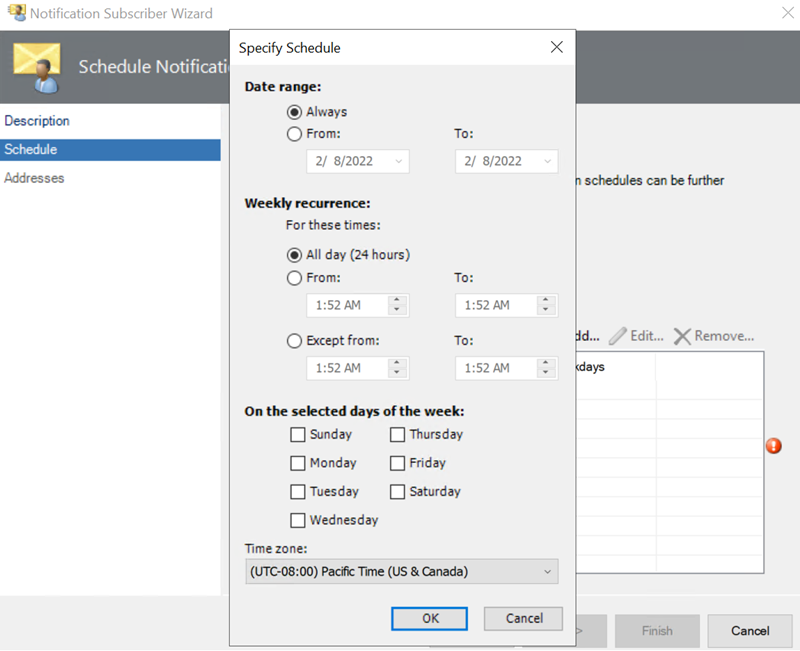 Notification Subscriber Wizard
Schedule
Description
Schedule
Addresses
Specify Schedule
Date range:
Always
From: To:
2/ 8/2022 2/ 8/2022
Weekly recurrence:
For these times:
All day (24 hours)
From: To:
1:52 AM 1:52 AM
Except from: To:
1:52 AM 1:52 AM
On the selected days of the week:
Sunday Thursday
Monday Friday
Tuesday Saturday
Wednesday
Time zone:
(UTC-08:00) Pacific Time (US & Canada)
OK Cancel
schedules can be further
Edit... Remove...
> Finish Cancel